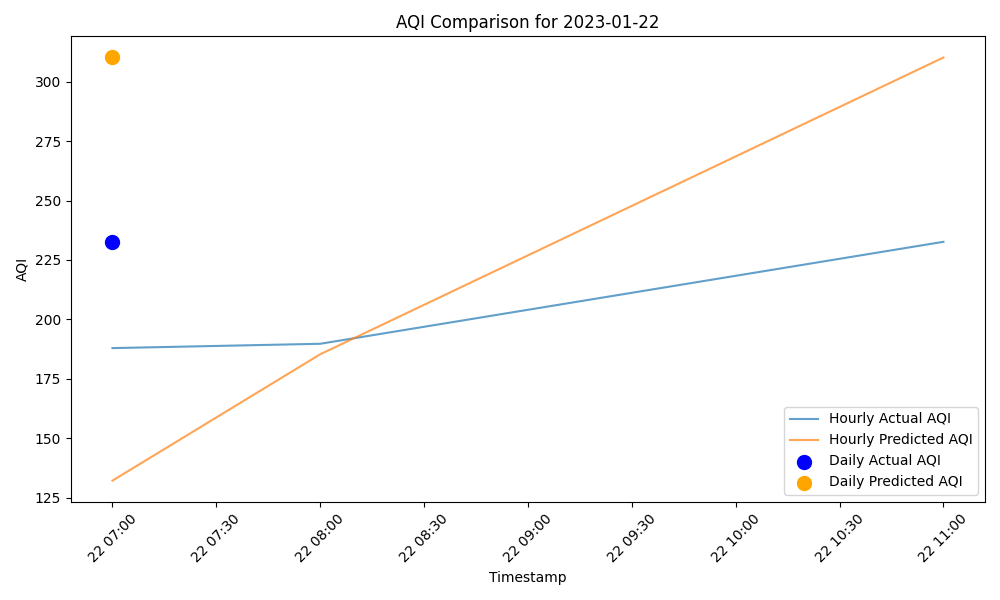 AQI Comparison for 2023-01-22
AQI
300
275
250
225
200
175
150
125
22 07:00
22 07:30
22 08:00
22 08:30
22 09:00
22 09:30
22 10:00
22 10:30
22 11:00
Timestamp
Hourly Actual AQI
Hourly Predicted AQI
Daily Actual AQI
Daily Predicted AQI